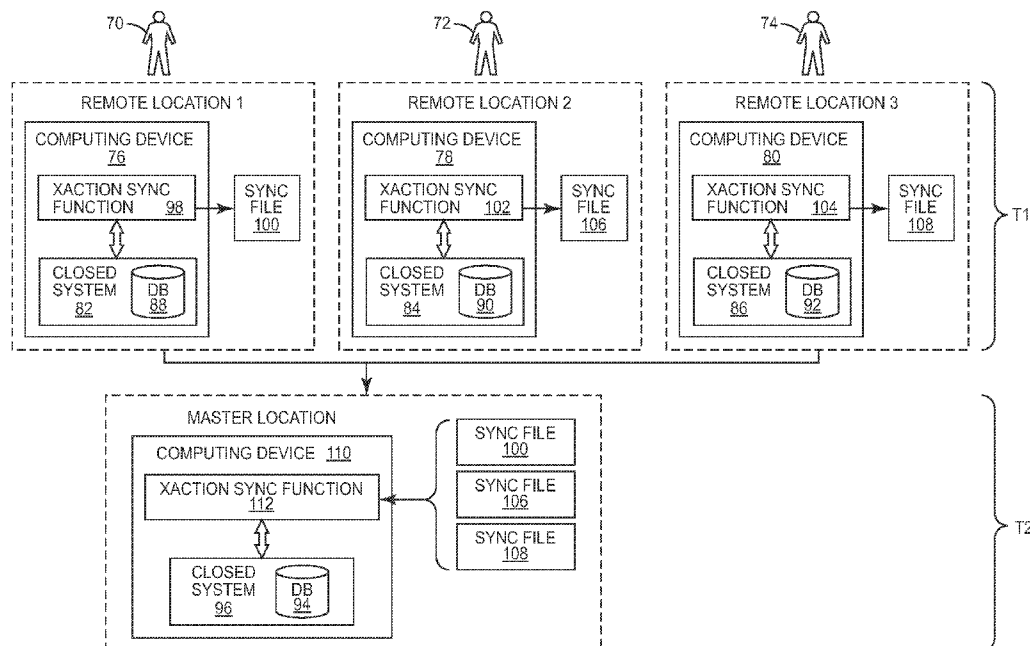 70
72
74
REMOTE LOCATION 1
COMPUTING DEVICE
76
XACTION SYNC
FUNCTION 98
SYNC
FILE
100
CLOSED
SYSTEM
82
DB
88
REMOTE LOCATION 2
COMPUTING DEVICE
78
XACTION SYNC
FUNCTION 102
SYNC
FILE
106
CLOSED
SYSTEM
84
DB
90
REMOTE LOCATION 3
COMPUTING DEVICE
80
XACTION SYNC
FUNCTION 104
SYNC
FILE
108
CLOSED
SYSTEM
86
DB
92
T1
MASTER LOCATION
COMPUTING DEVICE 110
XACTION SYNC FUNCTION
112
CLOSED
SYSTEM
96
DB
94
SYNC FILE
100
SYNC FILE
106
SYNC FILE
108
T2